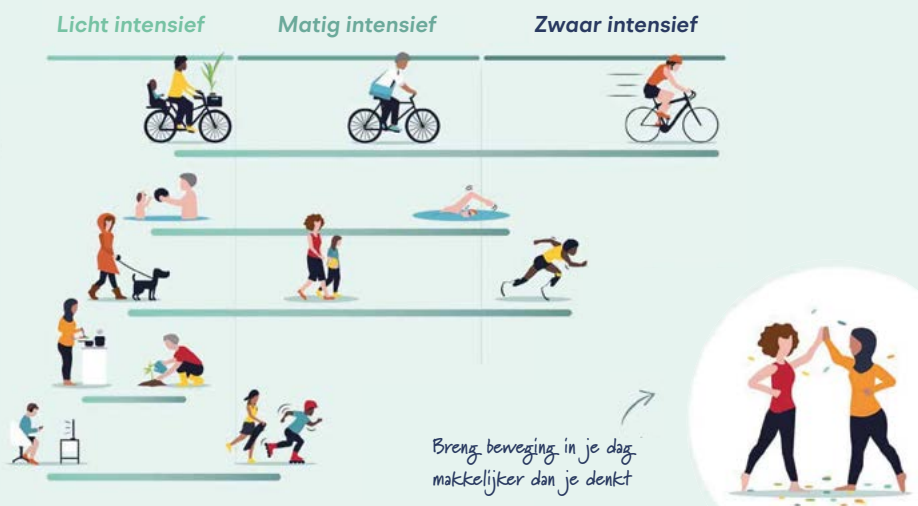 Licht intensief
Matig intensief
Zwaar intensief
Breng beweging in je dag
makkelijker dan je denkt